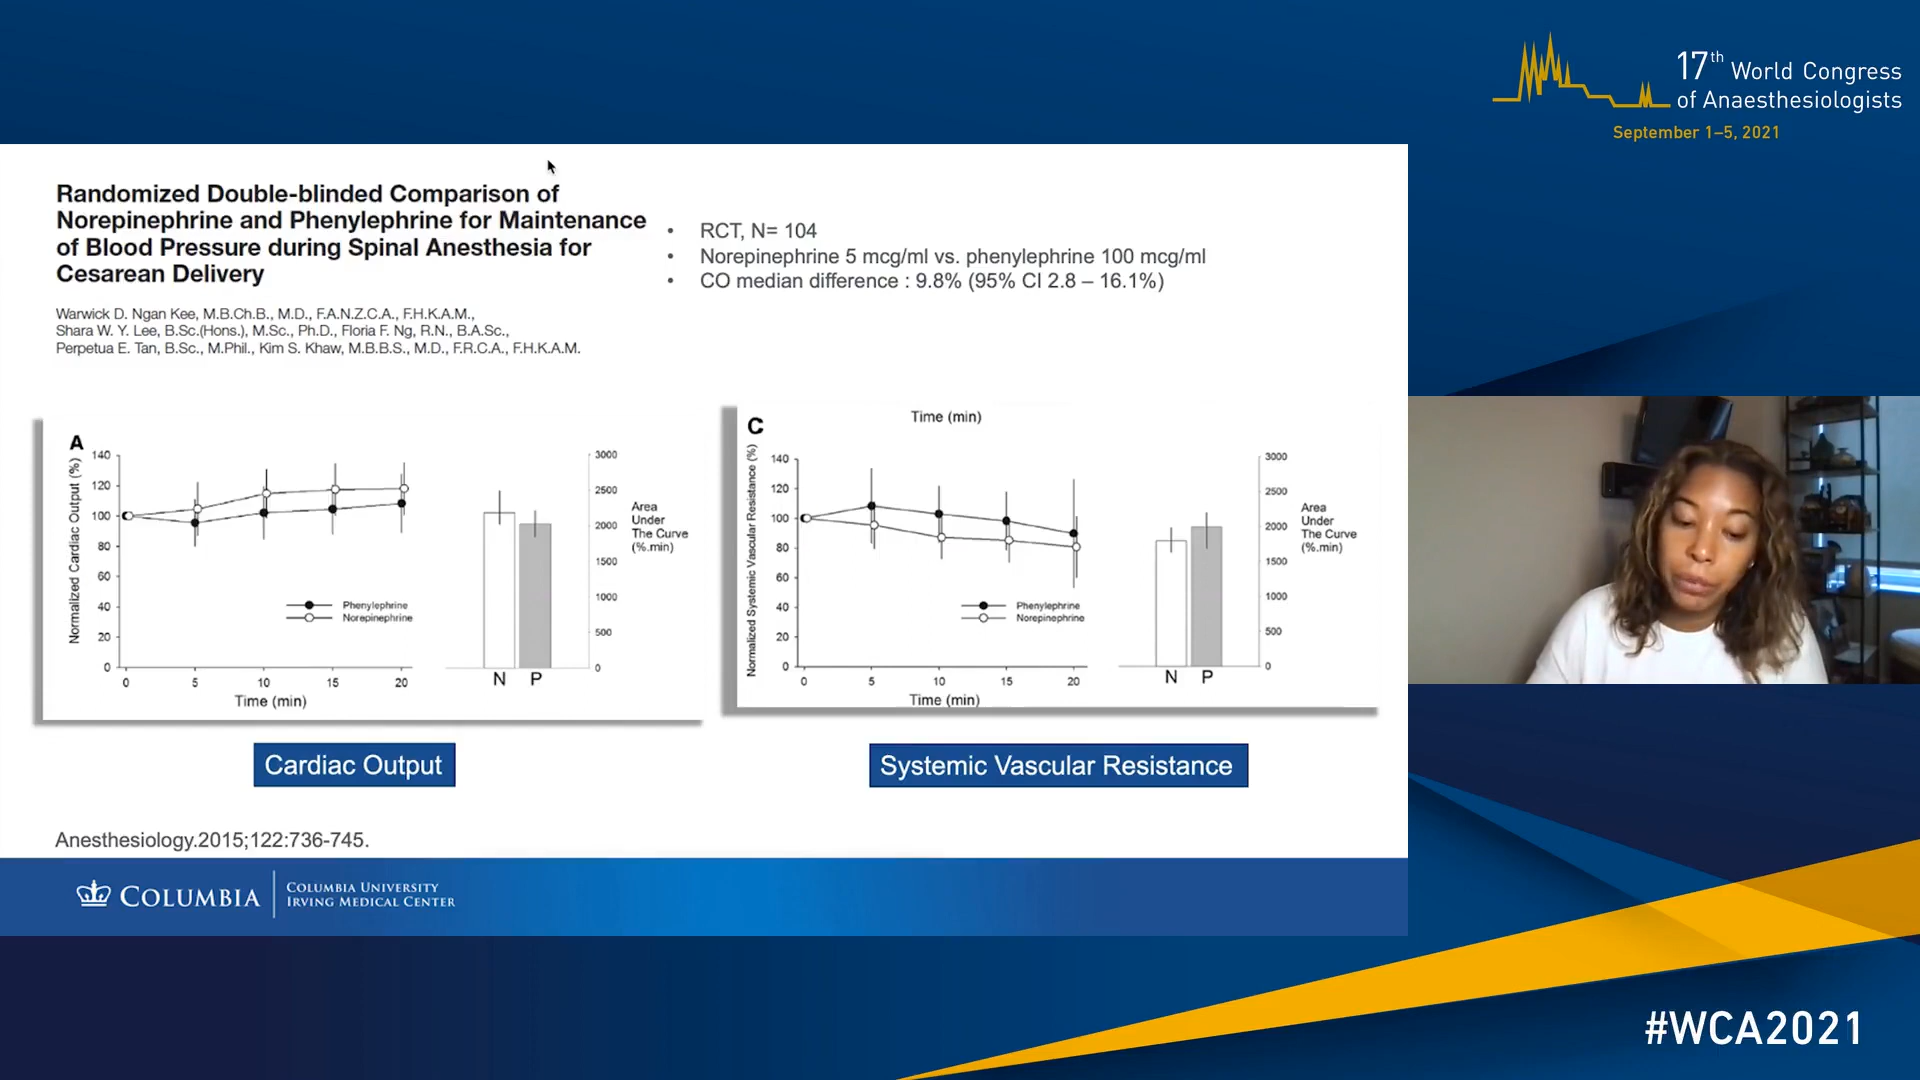 17th World Congress
of Anaesthesiologists
September 1–5, 2021
Randomized Double-blinded Comparison of
Norepinephrine and Phenylephrine for Maintenance
of Blood Pressure during Spinal Anesthesia for
Cesarean Delivery
Warwick D. Ngan Kee, M.B.Ch.B., M.D., F.A.N.Z.C.A., F.H.K.A.M.,
Shara W. Y. Lee, B.Sc.(Hons.), M.Sc., Ph.D., Floria F. Ng, R.N., B.A.Sc.,
Perpetua E. Tan, B.Sc., M.Phil., Kim S. Khaw, M.B.B.S., M.D., F.R.C.A., F.H.K.A.M.
• RCT, N= 104
• Norepinephrine 5 mcg/ml vs. phenylephrine 100 mcg/ml
• CO median difference : 9.8% (95% CI 2.8 – 16.1%)
A
Normalized Cardiac Output (%)
140
120
100
80
60
40
20
0
0 5 10 15 20
Time (min)
Phenylephrine
Norepinephrine
3000
2500
2000
1500
1000
500
0
N P
Area
Under
The Curve
(%.min)
Cardiac Output
Time (min)
C
Normalized Systemic Vascular Resistance (%)
140
120
100
80
60
40
20
0
0 5 10 15 20
Time (min)
Phenylephrine
Norepinephrine
3000
2500
2000
1500
1000
500
0
N P
Area
Under
The Curve
(%.min)
Systemic Vascular Resistance
Anesthesiology.2015;122:736-745.
COLUMBIA
COLUMBIA UNIVERSITY
IRVING MEDICAL CENTER
#WCA2021